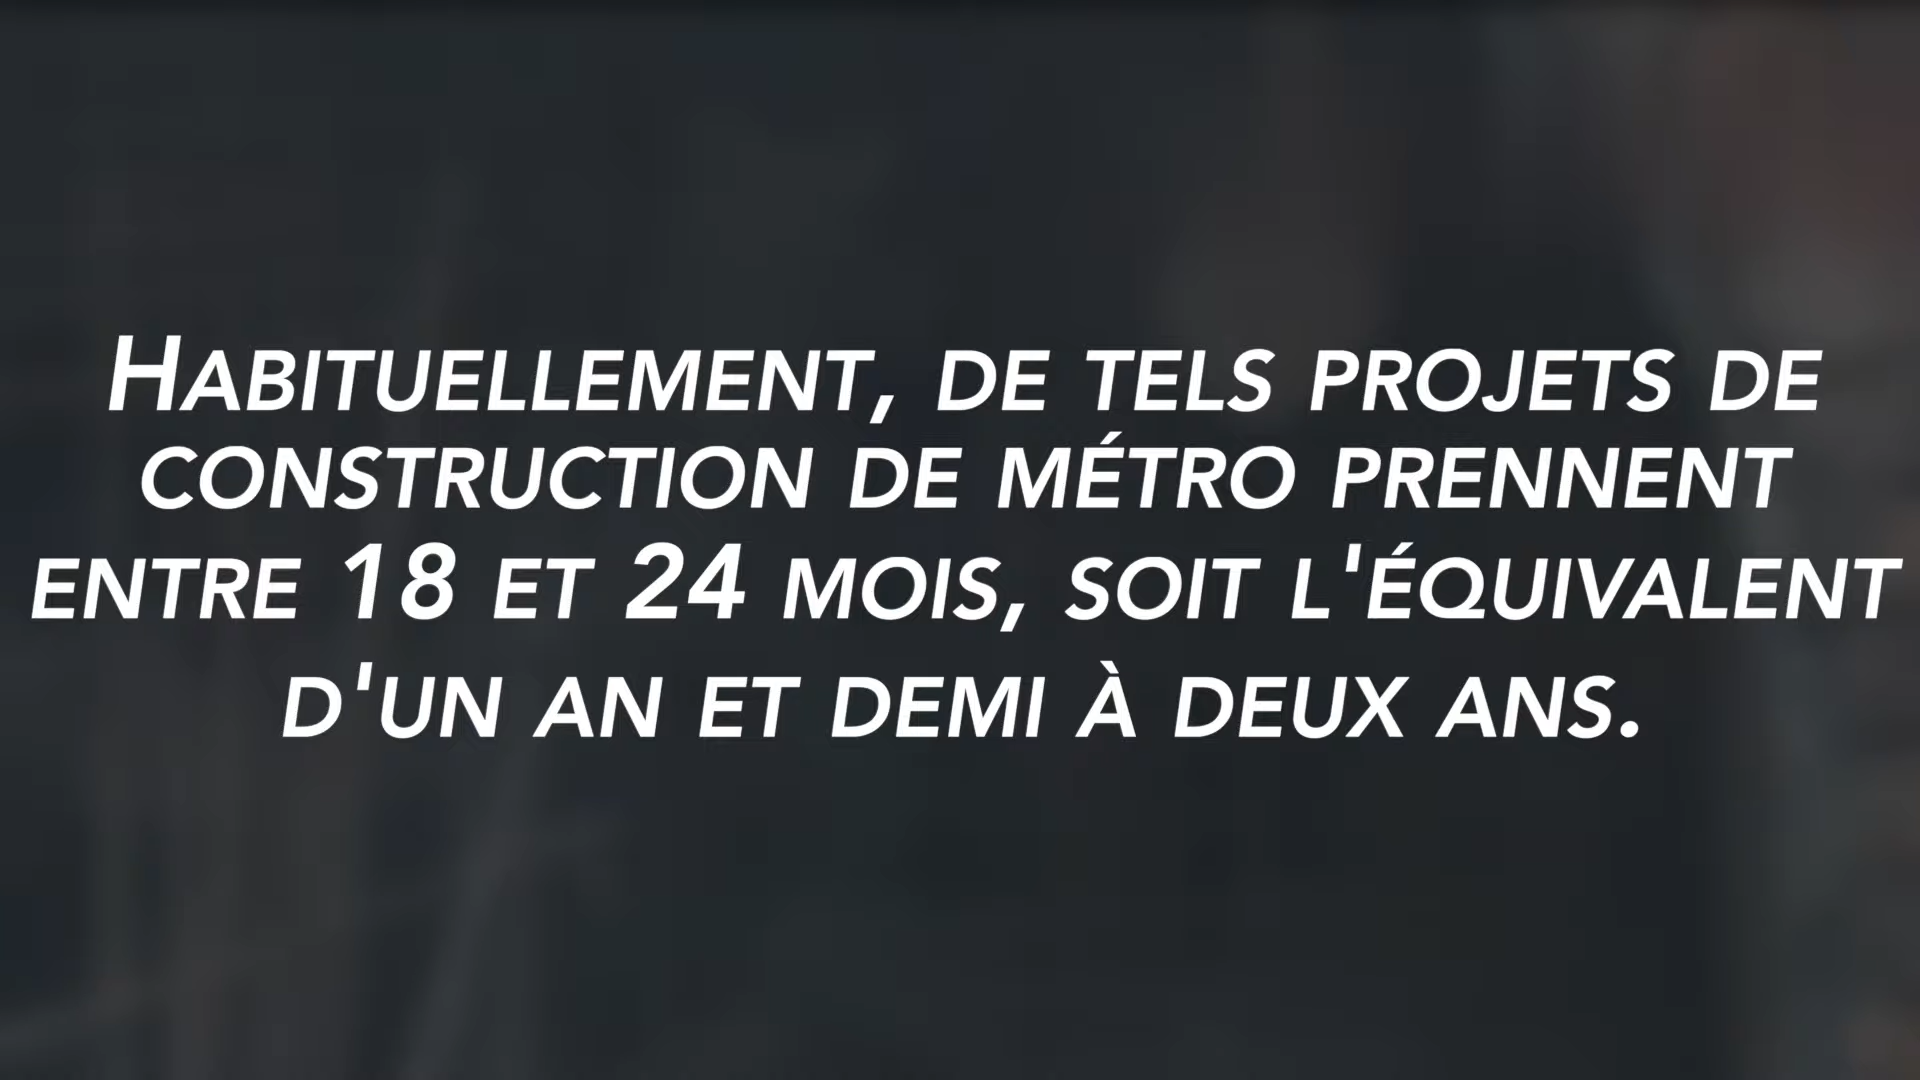 Habituellement, de tels projets de
construction de métro prennent
entre 18 et 24 mois, soit l'équivalent
d'un an et demi à deux ans.